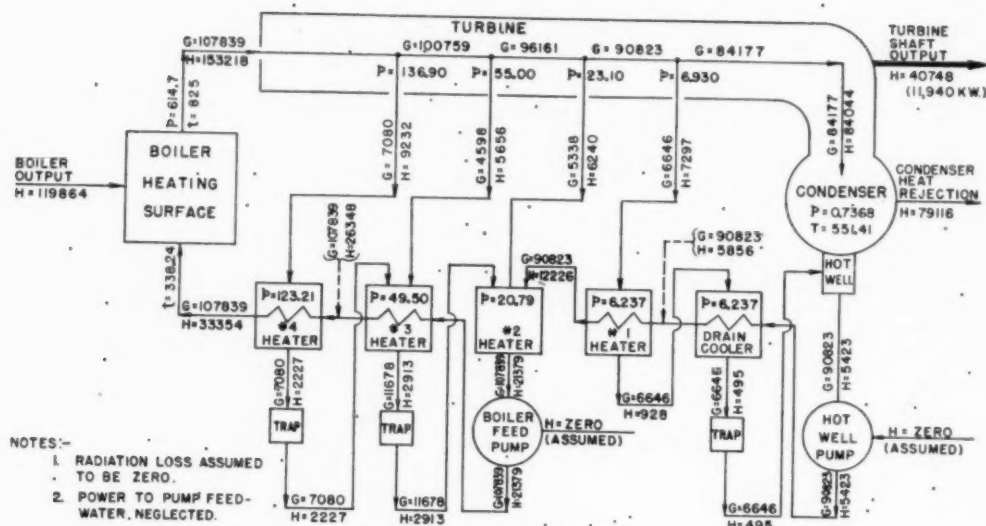 TURBINE
G=107839
H=153218
G=100759
G=96161
G=90823
G=84177
TURBINE
SHAFT
OUTPUT
H=40748
(11,940 KW.)
P=614.7
t=825
P=136.90
P=55.00
P=23.10
P=6.930
G=7080
H=9232
G=4598
H=5656
G=5338
H=6240
G=6646
H=7297
G=84177
H=84044
BOILER
OUTPUT
H=119864
BOILER
HEATING
SURFACE
CONDENSER
P=0.7368
T=551.41
CONDENSER
HEAT
REJECTION
H=79116
HOT
WELL
t=338.24
G=107839
H=26348
G=90823
H=12226
G=90823
H=5856
G=107839
H=33354
P=123.21
#4
HEATER
P=49.50
#3
HEATER
P=20.79
#2
HEATER
P=6.237
#1
HEATER
P=6.237
DRAIN
COOLER
G=7080
H=2227
G=11678
H=2913
G=107839
H=21379
G=6646
H=928
G=6646
H=495
G=90823
H=5423
TRAP
TRAP
BOILER
FEED
PUMP
H=ZERO
(ASSUMED)
TRAP
HOT
WELL
PUMP
H=ZERO
(ASSUMED)
G=7080
H=2227
G=11678
H=2913
G=107839
H=21379
G=6646
H=495
G=90823
H=5423
NOTES:-
1. RADIATION LOSS ASSUMED
TO BE ZERO.
2. POWER TO PUMP FEED-
WATER, NEGLECTED.